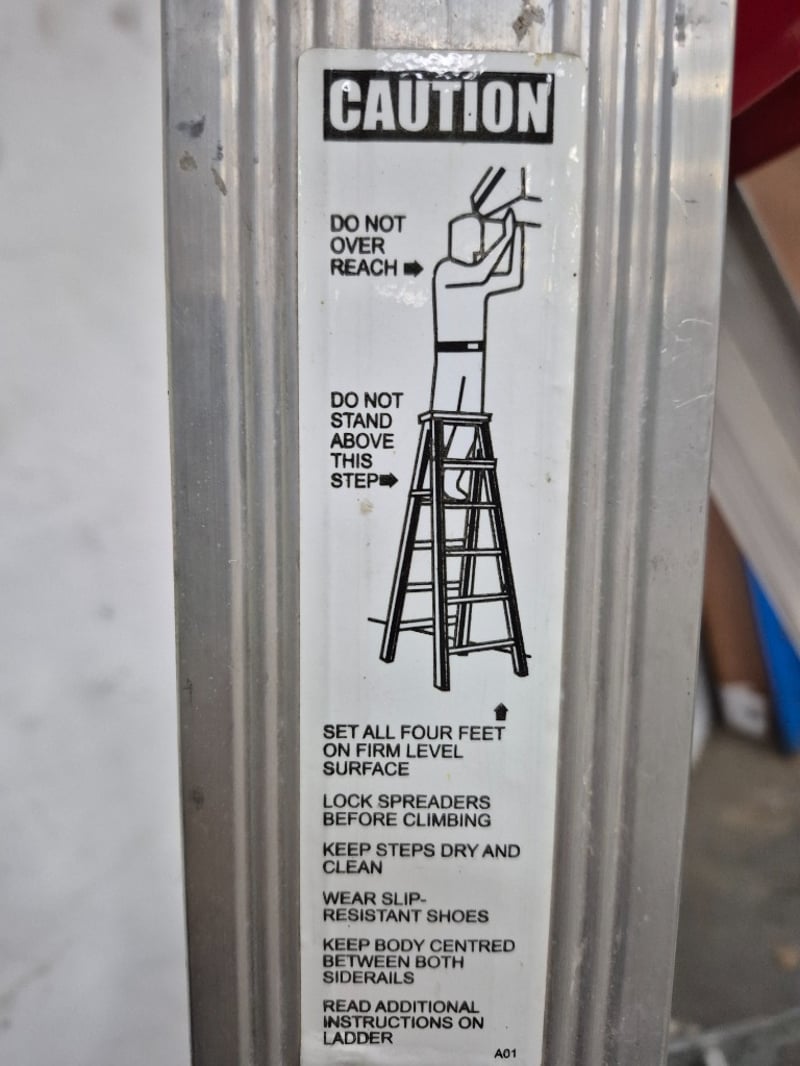 CAUTION
DO NOT
OVER
REACH
DO NOT
STAND
ABOVE
THIS
STEP
SET ALL FOUR FEET
ON FIRM LEVEL
SURFACE
LOCK SPREADERS
BEFORE CLIMBING
KEEP STEPS DRY AND
CLEAN
WEAR SLIP-
RESISTANT SHOES
KEEP BODY CENTRED
BETWEEN BOTH
SIDERAILS
READ ADDITIONAL
INSTRUCTIONS ON
LADDER
A01